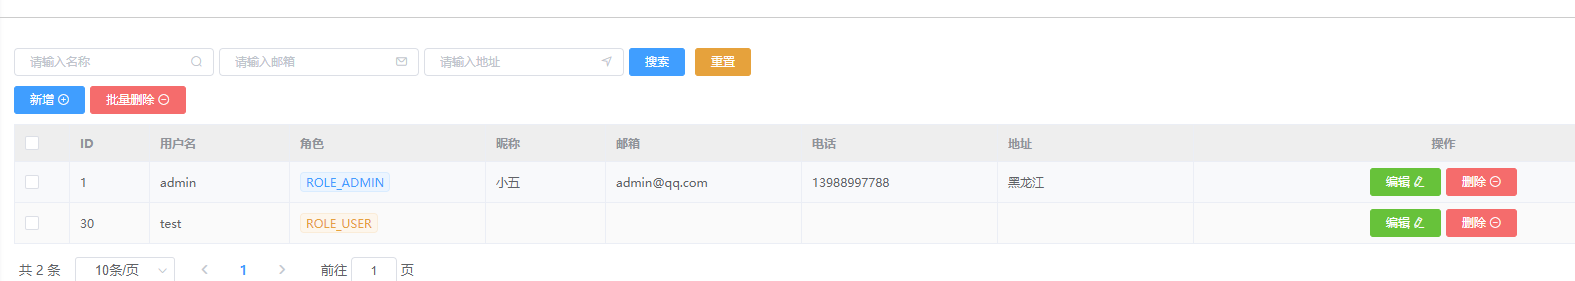 请输入名称 请输入邮箱 请输入地址 搜索 重置
新增 批量删除
ID 用户名 角色 昵称 邮箱 电话 地址 操作
1 admin ROLE_ADMIN 小五 admin@qq.com 13988997788 黑龙江 编辑 删除
30 test ROLE_USER 编辑 删除
共 2 条 10条/页 1 前往 1 页